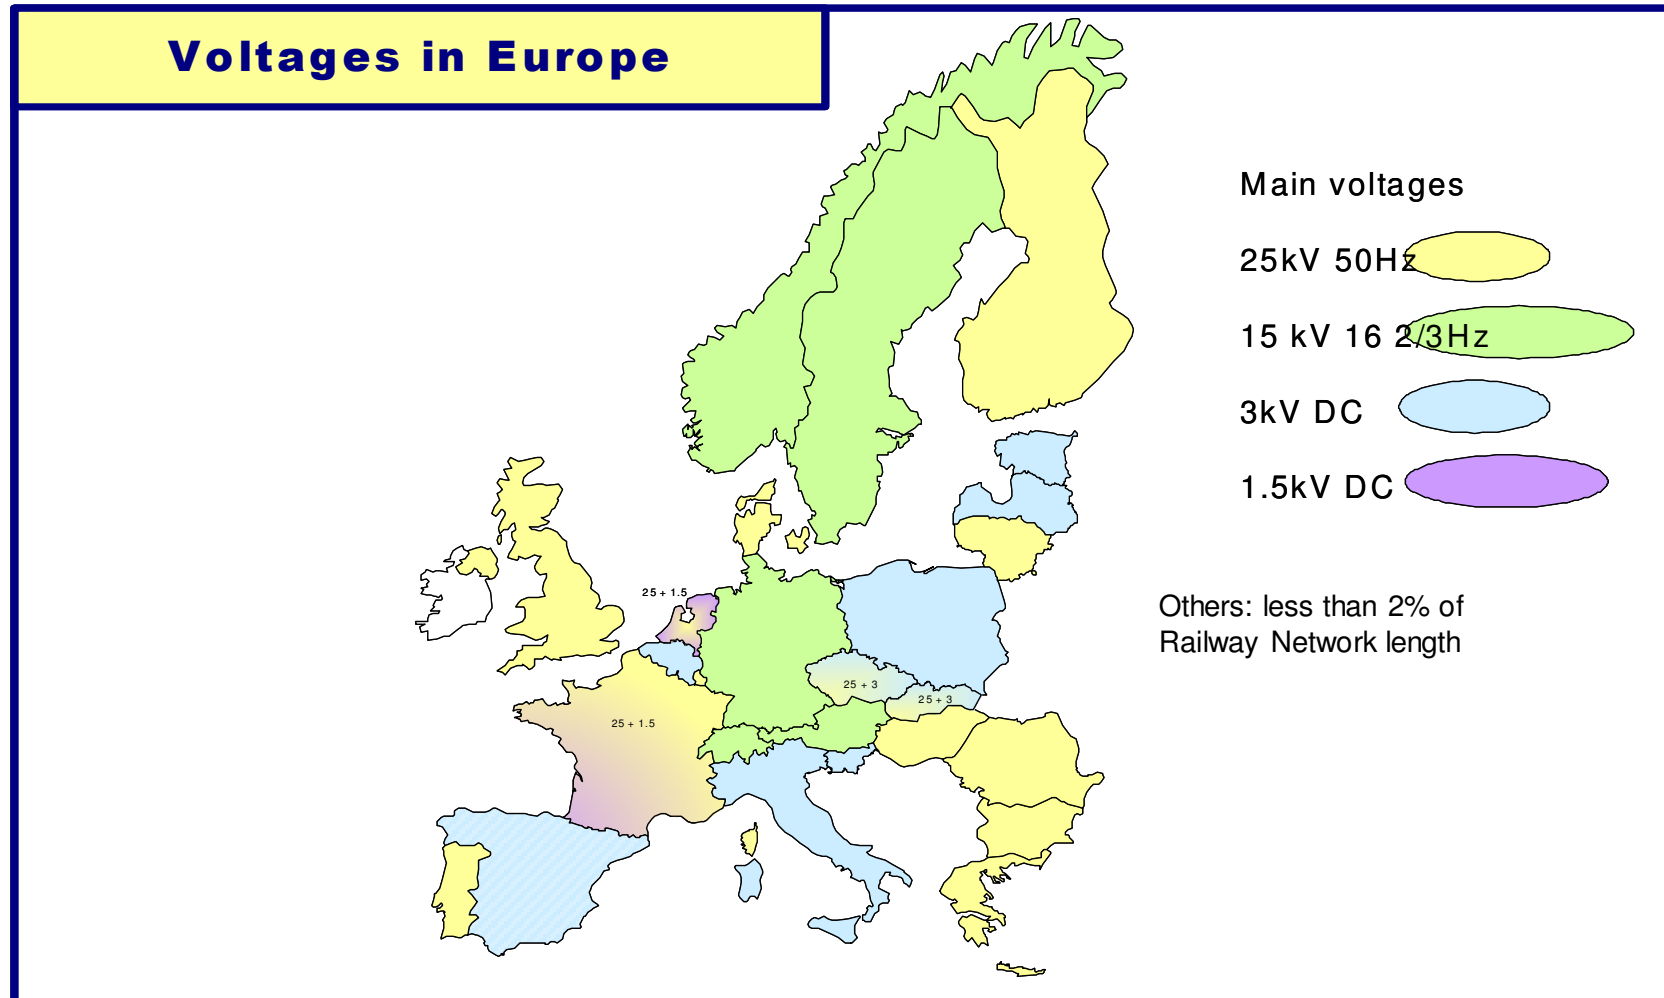 Voltages in Europe
Main voltages
25kV 50Hz
15 kV 16 2/3Hz
3kV DC
1.5kV DC
Others: less than 2% of
Railway Network length
25 + 1.5
25 + 3
25 + 3
25 + 1.5